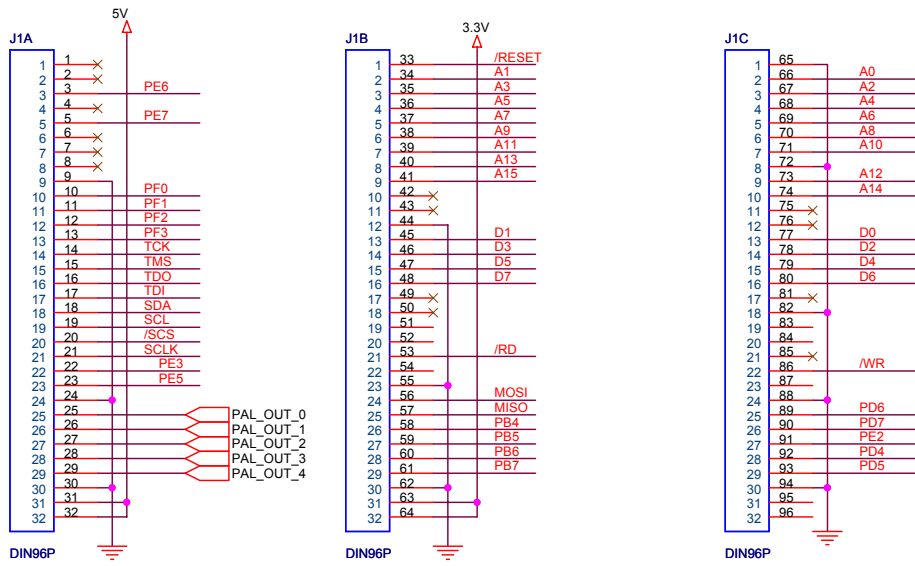 5V
J1A
1 1
2 2
3 3 PE6
4 4
5 5 PE7
6 6
7 7
8 8
9 9
10 10 PF0
11 11 PF1
12 12 PF2
13 13 PF3
14 14 TCK
15 15 TMS
16 16 TDO
17 17 TDI
18 18 SDA
19 19 SCL
20 20 /SCS
21 21 SCLK
22 22 PE3
23 23 PE5
24 24
25 25 PAL_OUT_0
26 26 PAL_OUT_1
27 27 PAL_OUT_2
28 28 PAL_OUT_3
29 29 PAL_OUT_4
30 30
31 31
32 32
DIN96P
3.3V
J1B
1 33 /RESET
2 34 A1
3 35 A3
4 36 A5
5 37 A7
6 38 A9
7 39 A11
8 40 A13
9 41 A15
10 42
11 43
12 44
13 45 D1
14 46 D3
15 47 D5
16 48 D7
17 49
18 50
19 51
20 52
21 53 /RD
22 54
23 55
24 56 MOSI
25 57 MISO
26 58 PB4
27 59 PB5
28 60 PB6
29 61 PB7
30 62
31 63
32 64
DIN96P
J1C
1 65
2 66 A0
3 67 A2
4 68 A4
5 69 A6
6 70 A8
7 71 A10
8 72
9 73 A12
10 74 A14
11 75
12 76
13 77 D0
14 78 D2
15 79 D4
16 80 D6
17 81
18 82
19 83
20 84
21 85
22 86 /WR
23 87
24 88
25 89 PD6
26 90 PD7
27 91 PE2
28 92 PD4
29 93 PD5
30 94
31 95
32 96
DIN96P